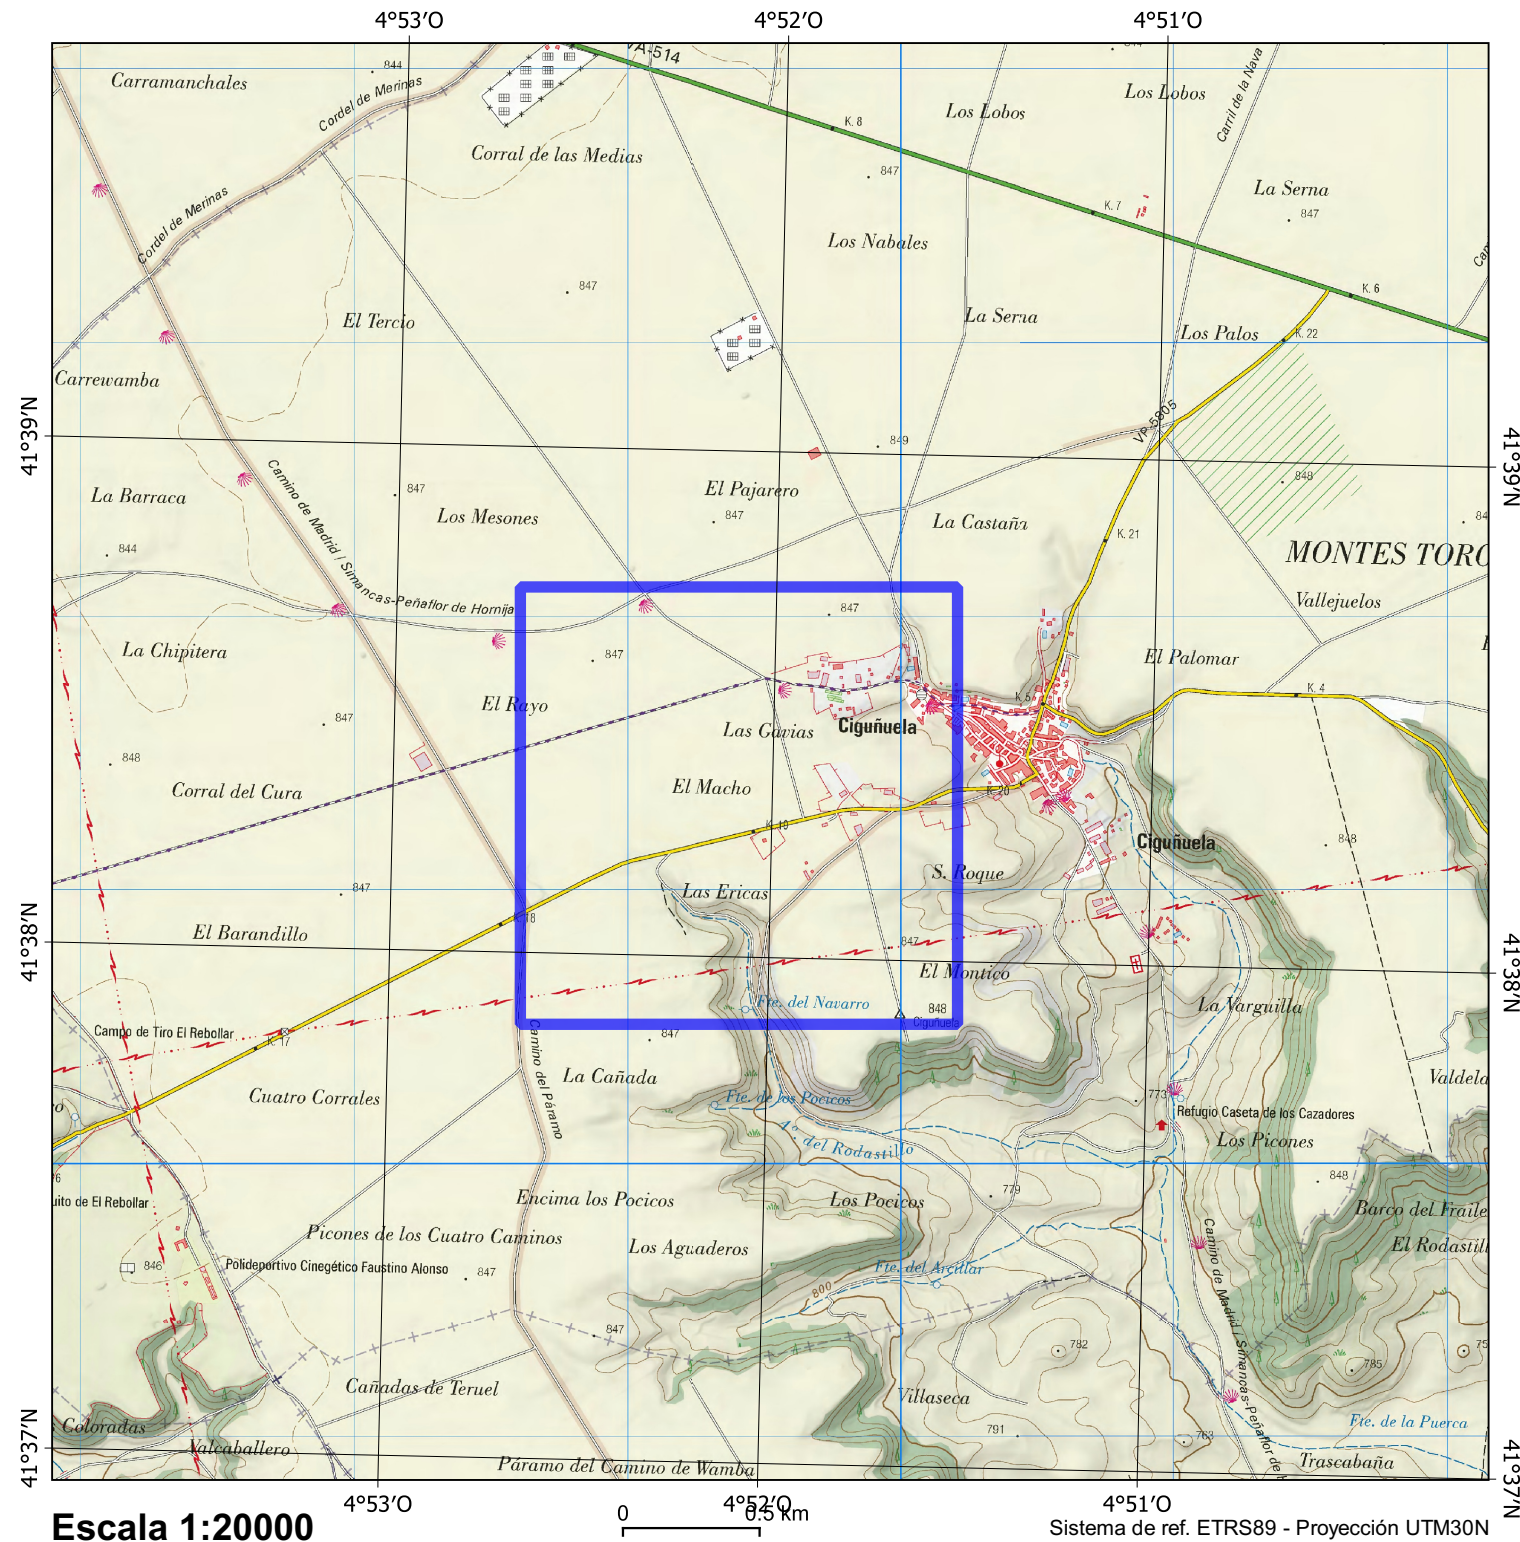 4°53'O
4°52'O
4°51'O
844
VA-514
Carramanchales
Cordel de Merinas
Los Lobos
Los Lobos
Carril de la Nava
K. 8
Corral de las Medias
847
La Serna
847
Cordel de Merinas
K. 7
Los Nabales
847
K. 6
El Tercio
La Serna
Los Palos
K. 22
Carrewamba
VP-5805
41°39'N
849
41°39'N
La Barraca
847
El Pajarero
848
Los Mesones
847
La Castaña
K. 21
844
Camino de Madrid / Simancas-Peñaflor de Hornija
MONTES TORO
847
Vallejuelos
La Chipitera
847
El Palomar
El Rayo
K. 5
K. 4
847
Las Gavias
Ciguñuela
848
Corral del Cura
El Macho
K. 20
K. 19
848
Ciguñuela
847
Las Ericas
S. Roque
K. 18
41°38'N
El Barandillo
847
41°38'N
El Montico
Fte. del Navarro
848
Ciguñuela
La Varguilla
Campo de Tiro El Rebollar
K. 17
847
Camino del Páramo
La Cañada
Valdela
Cuatro Corrales
Fte. de los Pocicos
773
Refugio Caseta de los Cazadores
Aº. del Rodastillo
Los Picones
uito de El Rebollar
Encima los Pocicos
Los Pocicos
779
848
Barco del Fraile
Picones de los Cuatro Caminos
Los Aguaderos
El Rodastill
846
Polideportivo Cinegético Faustino Alonso
847
Fte. del Arcillar
800
Camino de Madrid / Simancas-Peñaflor de H
847
782
785
Cañadas de Teruel
Villaseca
Coloradas
791
763
Fte. de la Puerca
41°37'N
Valcaballero
Páramo del Camino de Wamba
Trascabaña
41°37'N
4°53'O
4°52'O
4°51'O
Escala 1:20000
0
0.5 km
Sistema de ref. ETRS89 - Proyección UTM30N